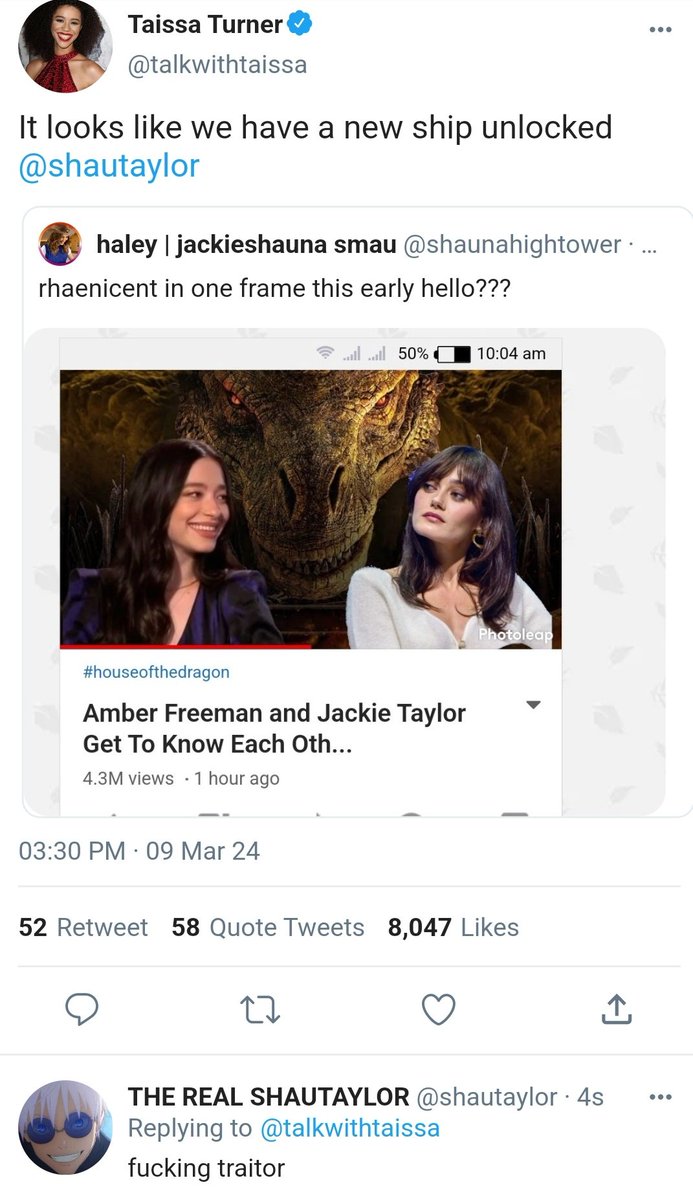 Taissa Turner
@talkwithtaissa
It looks like we have a new ship unlocked
@shautaylor
haley | jackieshauna smau @shaunahightower · ...
rhaenicent in one frame this early hello???
50% 10:04 am
Photoleap
#houseofthedragon
Amber Freeman and Jackie Taylor
Get To Know Each Oth...
4.3M views · 1 hour ago
03:30 PM · 09 Mar 24
52 Retweet 58 Quote Tweets 8,047 Likes
THE REAL SHAUTAYLOR @shautaylor · 4s
Replying to @talkwithtaissa
fucking traitor